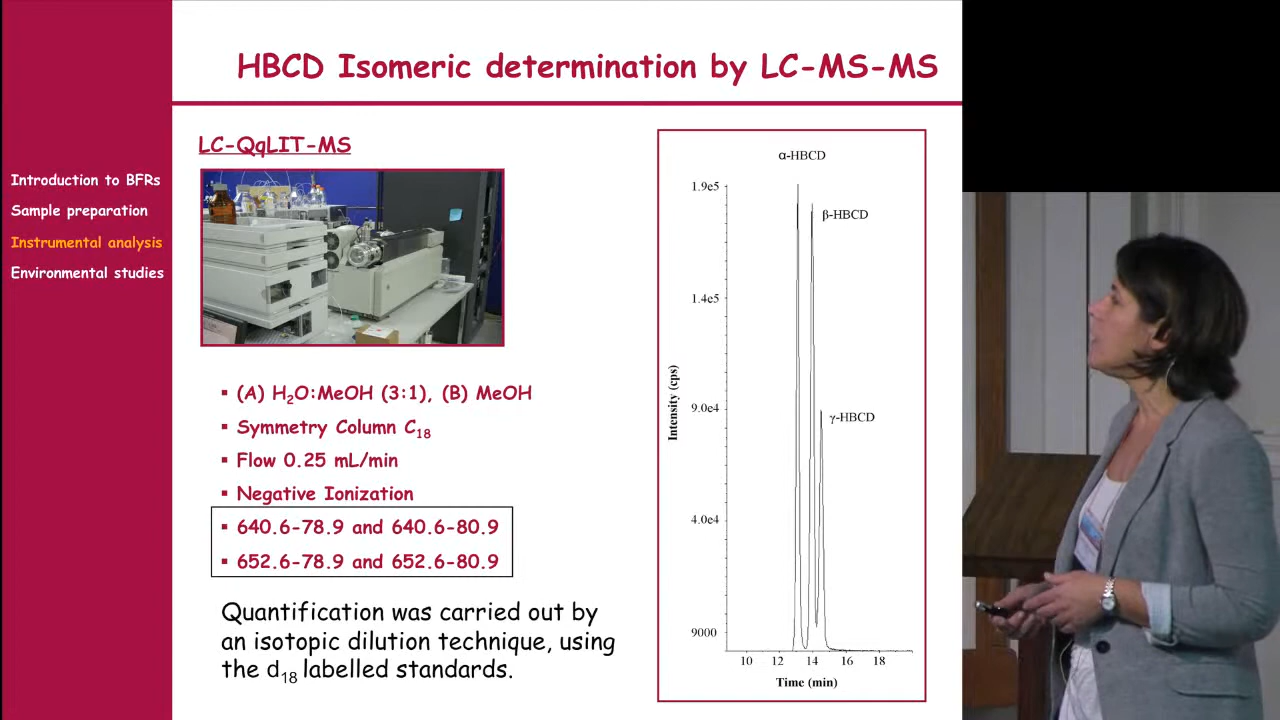 HBCD Isomeric determination by LC-MS-MS
Introduction to BFRs
Sample preparation
Instrumental analysis
Environmental studies
LC-QqLIT-MS
▪ (A) H₂O:MeOH (3:1), (B) MeOH
▪ Symmetry Column C₁₈
▪ Flow 0.25 mL/min
▪ Negative Ionization
▪ 640.6-78.9 and 640.6-80.9
▪ 652.6-78.9 and 652.6-80.9
Quantification was carried out by
an isotopic dilution technique, using
the d₁₈ labelled standards.
α-HBCD
β-HBCD
γ-HBCD
1.9e5
1.4e5
9.0e4
4.0e4
9000
Intensity (cps)
10 12 14 16 18
Time (min)